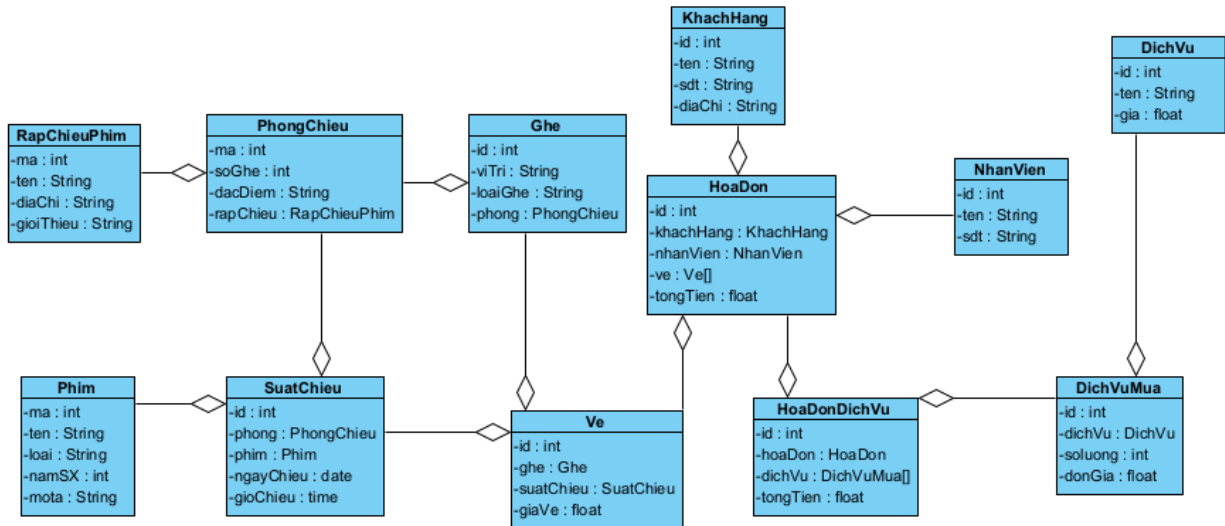 KhachHang
-id : int
-ten : String
-sdt : String
-diaChi : String
DichVu
-id : int
-ten : String
-gia : float
RapChieuPhim
-ma : int
-ten : String
-diaChi : String
-gioiThieu : String
PhongChieu
-ma : int
-soGhe : int
-dacDiem : String
-rapChieu : RapChieuPhim
Ghe
-id : int
-viTri : String
-loaiGhe : String
-phong : PhongChieu
HoaDon
-id : int
-khachHang : KhachHang
-nhanVien : NhanVien
-ve : Ve[]
-tongTien : float
NhanVien
-id : int
-ten : String
-sdt : String
Phim
-ma : int
-ten : String
-loai : String
-namSX : int
-mota : String
SuatChieu
-id : int
-phong : PhongChieu
-phim : Phim
-ngayChieu : date
-gioChieu : time
Ve
-id : int
-ghe : Ghe
-suatChieu : SuatChieu
-giaVe : float
HoaDonDichVu
-id : int
-hoaDon : HoaDon
-dichVu : DichVuMua[]
-tongTien : float
DichVuMua
-id : int
-dichVu : DichVu
-soluong : int
-donGia : float